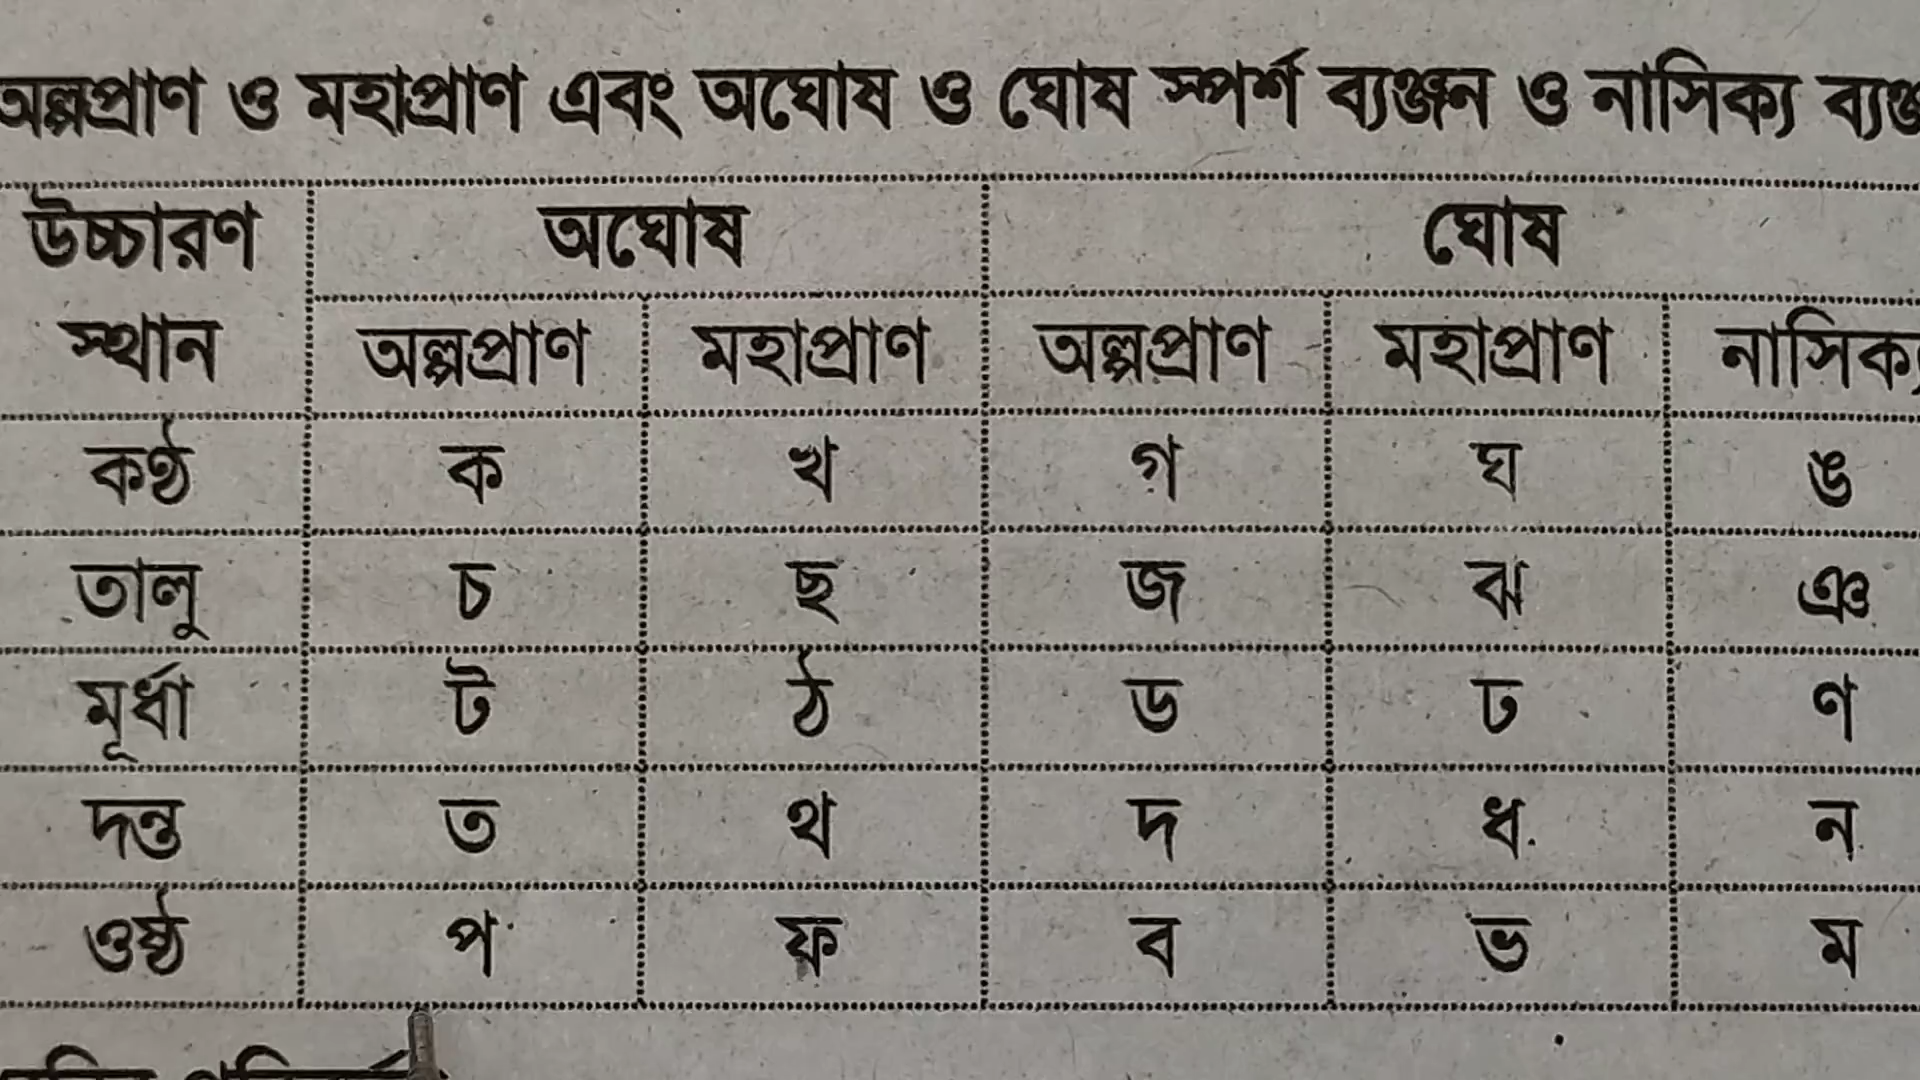 অল্পপ্রাণ ও মহাপ্রাণ এবং অঘোষ ও ঘোষ স্পর্শ ব্যঞ্জন ও নাসিক্য
উচ্চারণ স্থান অঘোষ ঘোষ
অল্পপ্রাণ মহাপ্রাণ অল্পপ্রাণ মহাপ্রাণ নাসিক্য
কণ্ঠ ক খ গ ঘ ঙ
তালু চ ছ জ ঝ ঞ
মূর্ধা ট ঠ ড ঢ ণ
দন্ত ত থ দ ধ ন
ওষ্ঠ প ফ ব ভ ম